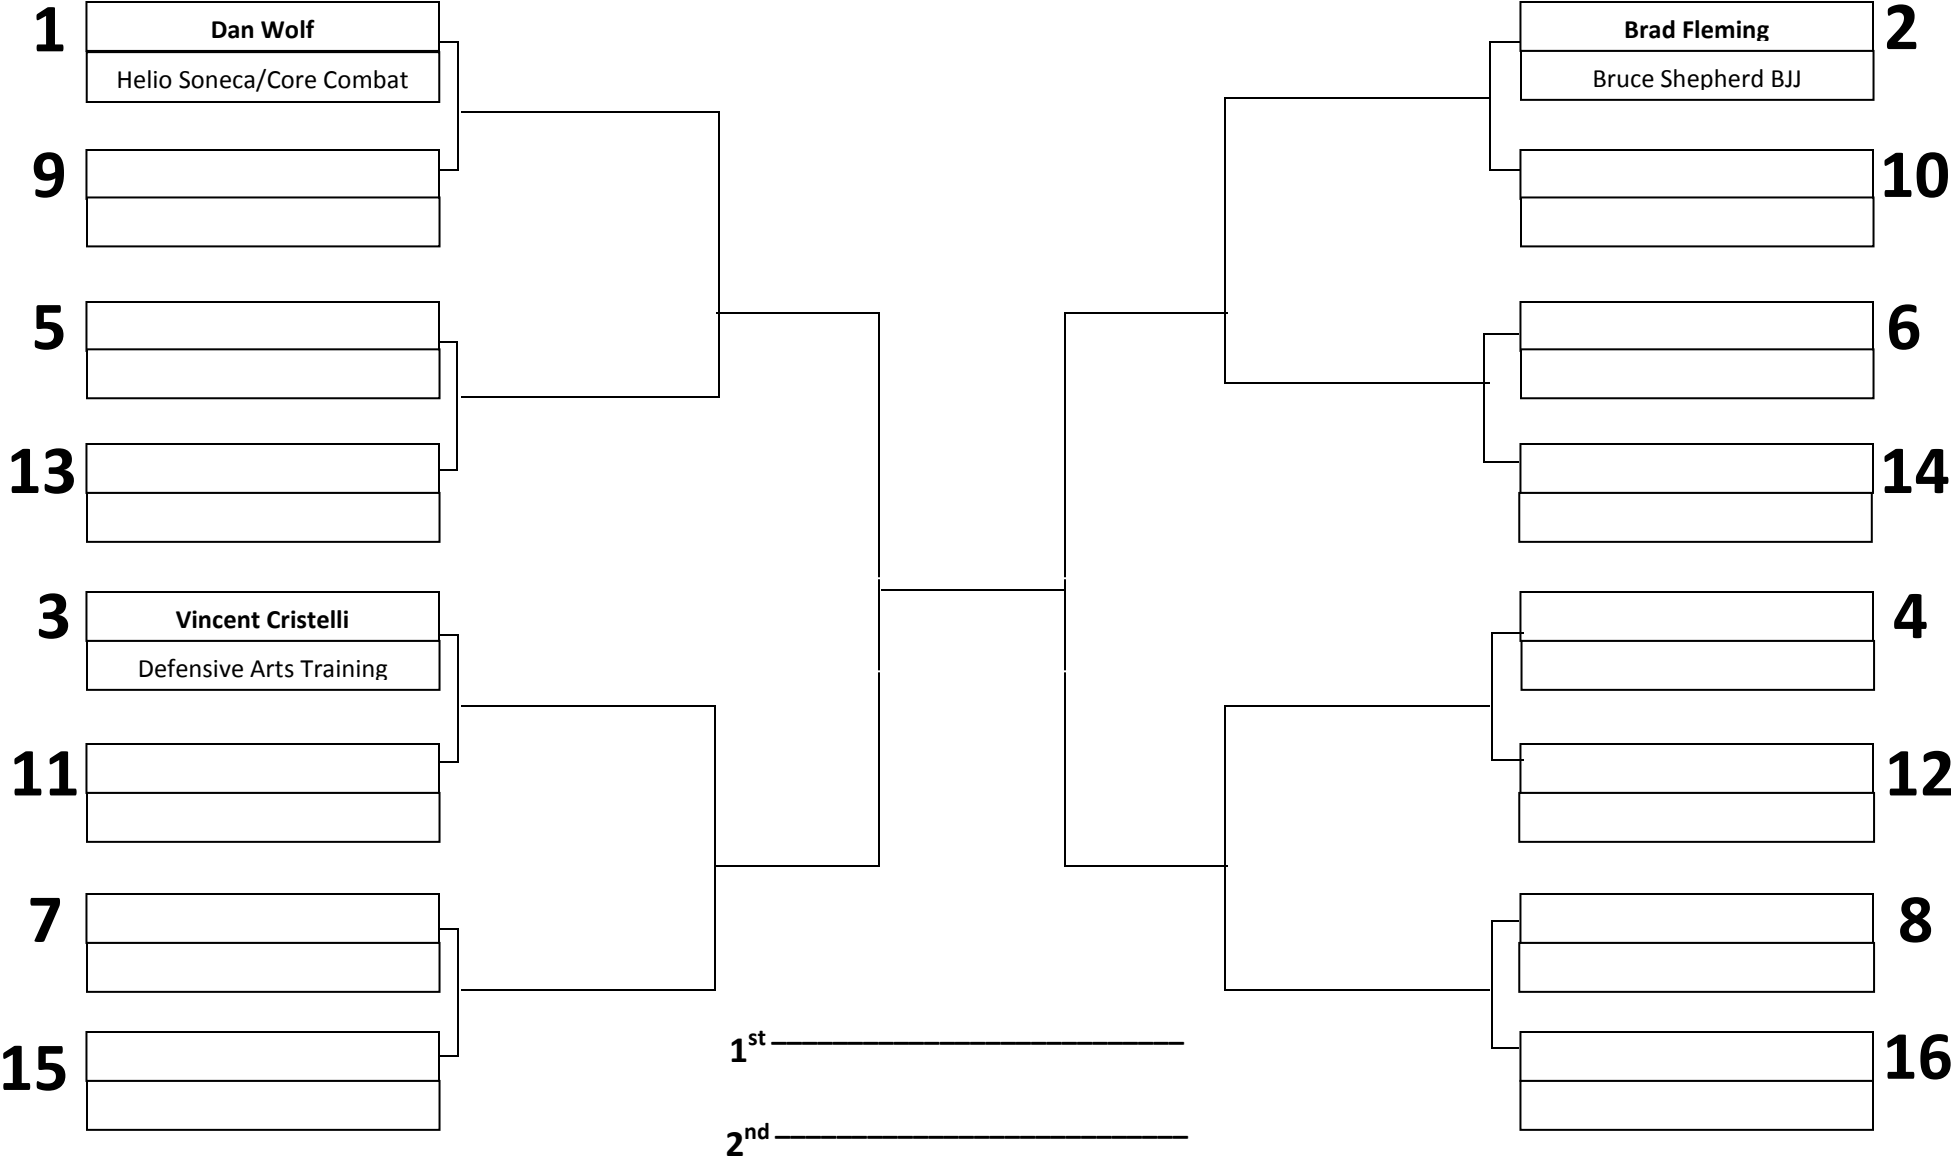 1
Dan Wolf
Helio Soneca/Core Combat
9
5
13
3
Vincent Cristelli
Defensive Arts Training
11
7
15
2
Brad Fleming
Bruce Shepherd BJJ
10
6
14
4
12
8
16
1st
2nd